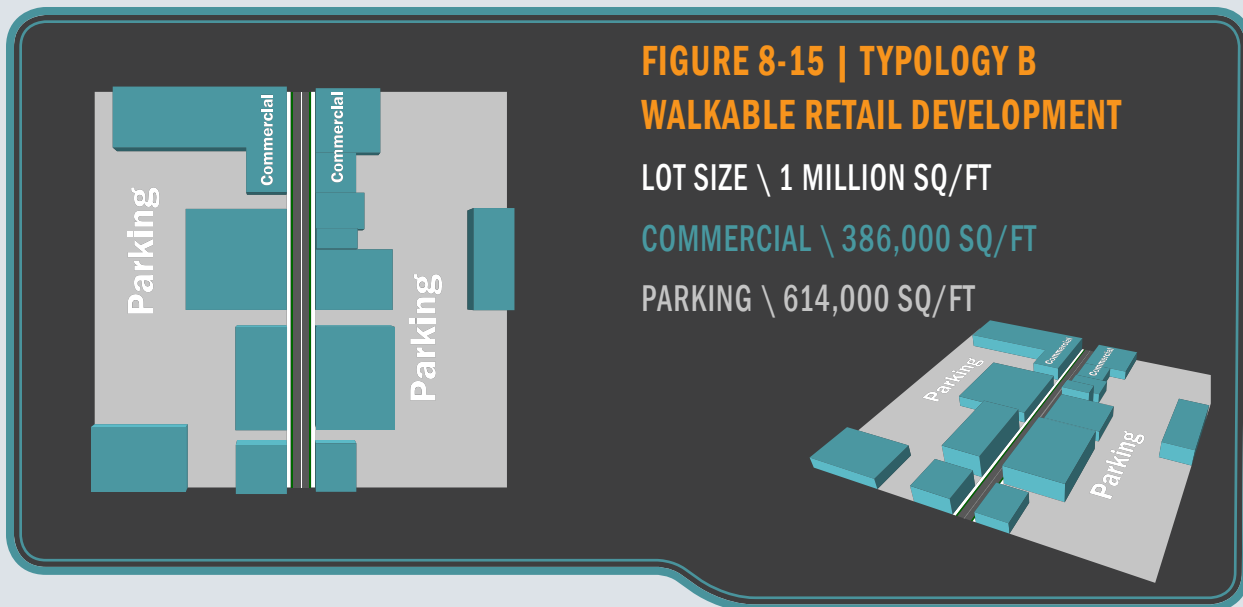 FIGURE 8-15 | TYPOLOGY B
WALKABLE RETAIL DEVELOPMENT
LOT SIZE \ 1 MILLION SQ/FT
COMMERCIAL \ 386,000 SQ/FT
PARKING \ 614,000 SQ/FT
Commercial
Commercial
Parking
Parking
Commercial
Commercial
Parking
Parking